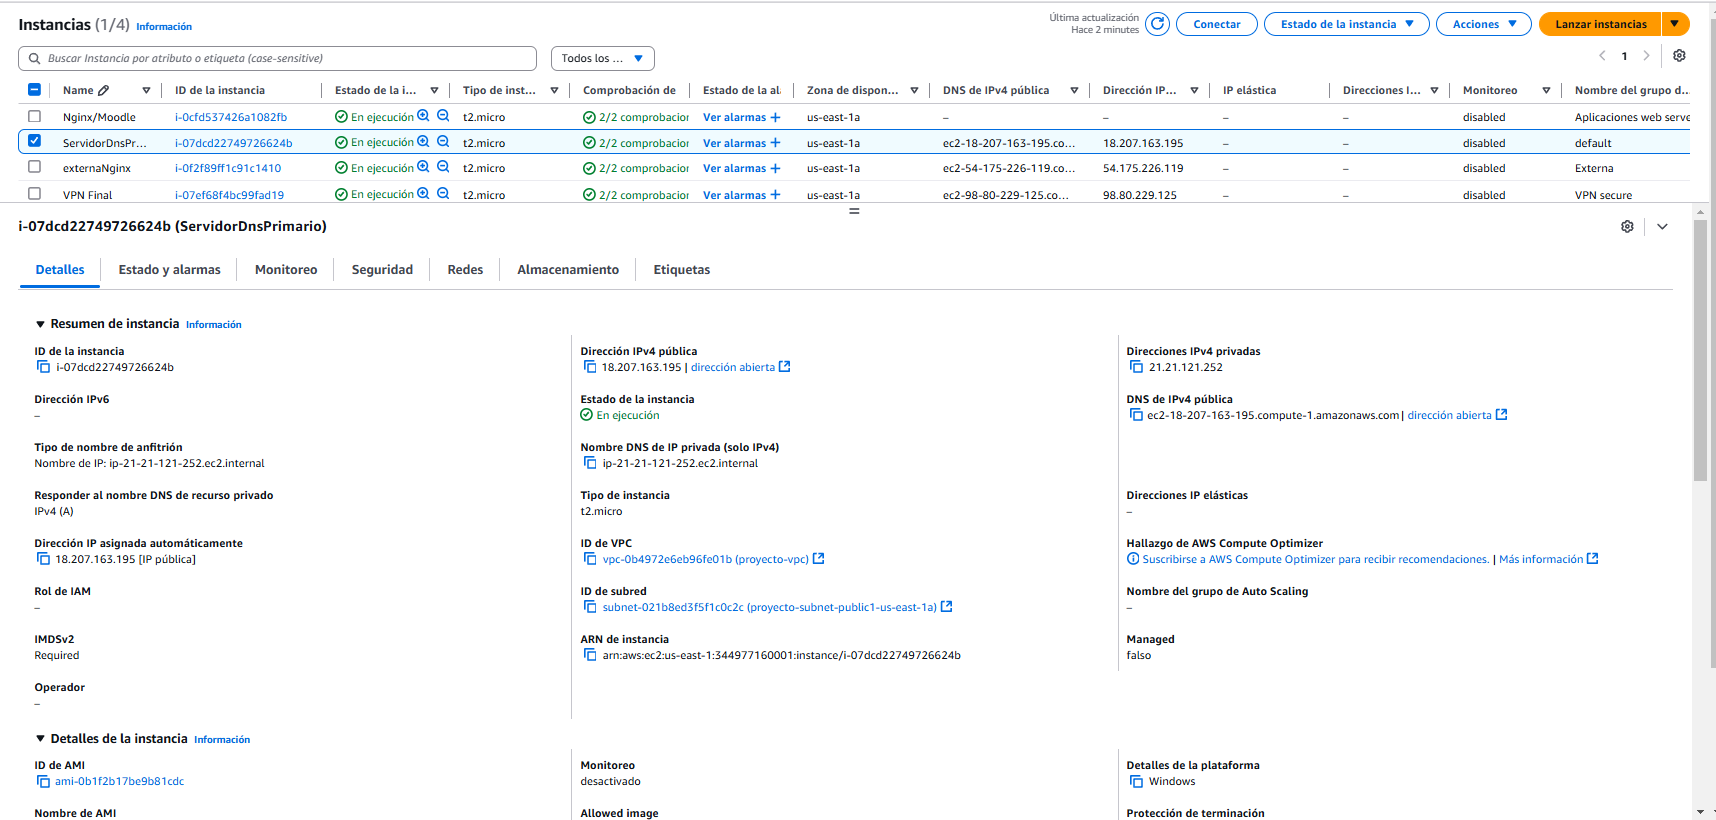 Instancias (1/4) Información
Última actualización
Hace 2 minutes
Conectar
Estado de la instancia
Acciones
Lanzar instancias
Buscar Instancia por atributo o etiqueta (case-sensitive)
Todos los ...
1
Name ID de la instancia Estado de la i... Tipo de inst... Comprobación de Estado de la al Zona de dispon... DNS de IPv4 pública Dirección IP... IP elástica Direcciones I... Monitoreo Nombre del grupo d...
Nginx/Moodle i-0cfd537426a1082fb En ejecución t2.micro 2/2 comprobacior Ver alarmas + us-east-1a – – – – disabled Aplicaciones web serve
ServidorDnsPr... i-07dcd22749726624b En ejecución t2.micro 2/2 comprobacior Ver alarmas + us-east-1a ec2-18-207-163-195.co... 18.207.163.195 – – disabled default
externaNginx i-0f2f89ff1c91c1410 En ejecución t2.micro 2/2 comprobacior Ver alarmas + us-east-1a ec2-54-175-226-119.co... 54.175.226.119 – – disabled Externa
VPN Final i-07ef68f4bc99fad19 En ejecución t2.micro 2/2 comprobacior Ver alarmas + us-east-1a ec2-98-80-229-125.co... 98.80.229.125 – – disabled VPN secure
i-07dcd22749726624b (ServidorDnsPrimario)
Detalles Estado y alarmas Monitoreo Seguridad Redes Almacenamiento Etiquetas
Resumen de instancia Información
ID de la instancia
i-07dcd22749726624b
Dirección IPv4 pública
18.207.163.195 | dirección abierta
Direcciones IPv4 privadas
21.21.121.252
Dirección IPv6
–
Estado de la instancia
En ejecución
DNS de IPv4 pública
ec2-18-207-163-195.compute-1.amazonaws.com | dirección abierta
Tipo de nombre de anfitrión
Nombre de IP: ip-21-21-121-252.ec2.internal
Nombre DNS de IP privada (solo IPv4)
ip-21-21-121-252.ec2.internal
Responder al nombre DNS de recurso privado
IPv4 (A)
Tipo de instancia
t2.micro
Direcciones IP elásticas
–
Dirección IP asignada automáticamente
18.207.163.195 [IP pública]
ID de VPC
vpc-0b4972e6eb96fe01b (proyecto-vpc)
Hallazgo de AWS Compute Optimizer
Suscribirse a AWS Compute Optimizer para recibir recomendaciones. | Más información
Rol de IAM
–
ID de subred
subnet-021b8ed3f5f1c0c2c (proyecto-subnet-public1-us-east-1a)
Nombre del grupo de Auto Scaling
–
IMDSv2
Required
ARN de instancia
arn:aws:ec2:us-east-1:344977160001:instance/i-07dcd22749726624b
Managed
falso
Operador
–
Detalles de la instancia Información
ID de AMI
ami-0b1f2b17be9b81cdc
Monitoreo
desactivado
Detalles de la plataforma
Windows
Nombre de AMI
Allowed image
Protección de terminación